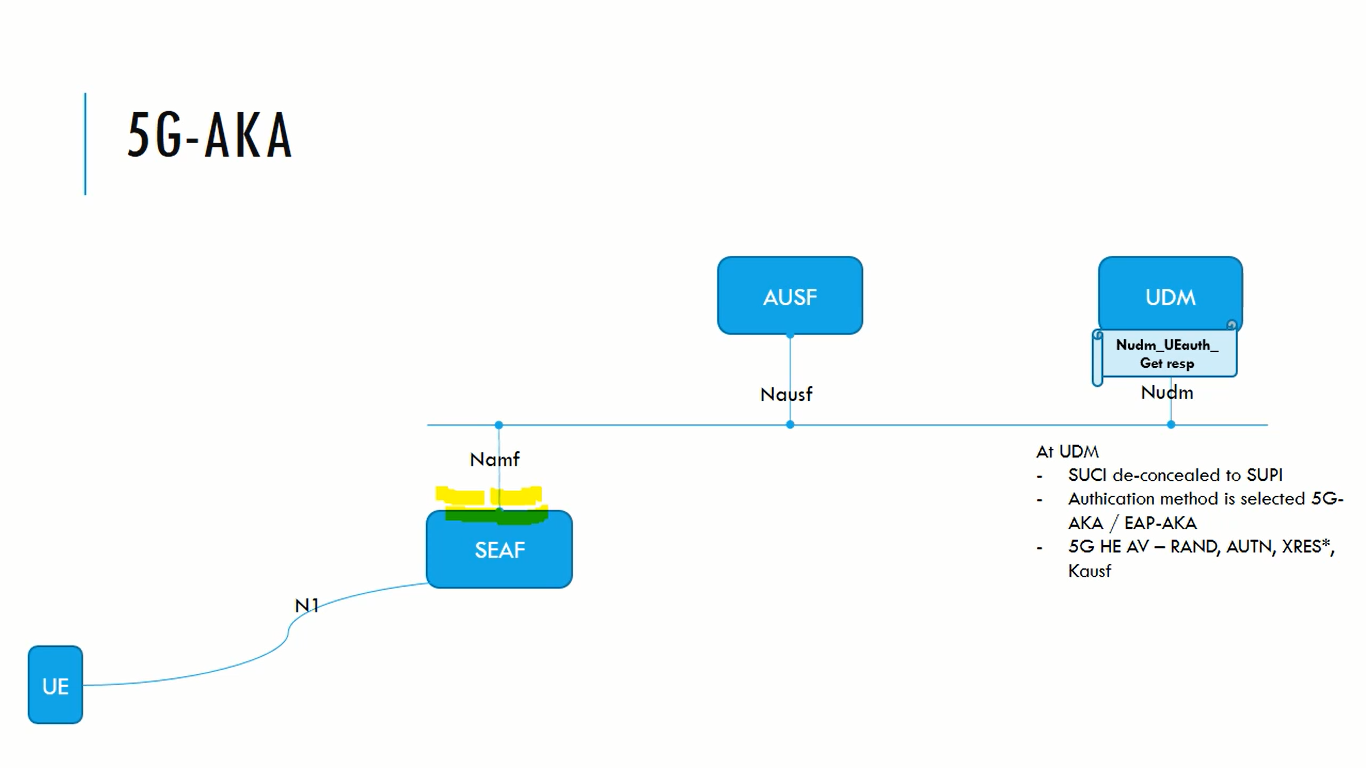 5G-AKA
AUSF
UDM
Nudm_UEauth_
Get resp
Nausf
Nudm
Namf
At UDM
- SUCI de-concealed to SUPI
- Authication method is selected 5G-
AKA / EAP-AKA
- 5G HE AV – RAND, AUTN, XRES*,
Kausf
SEAF
N1
UE